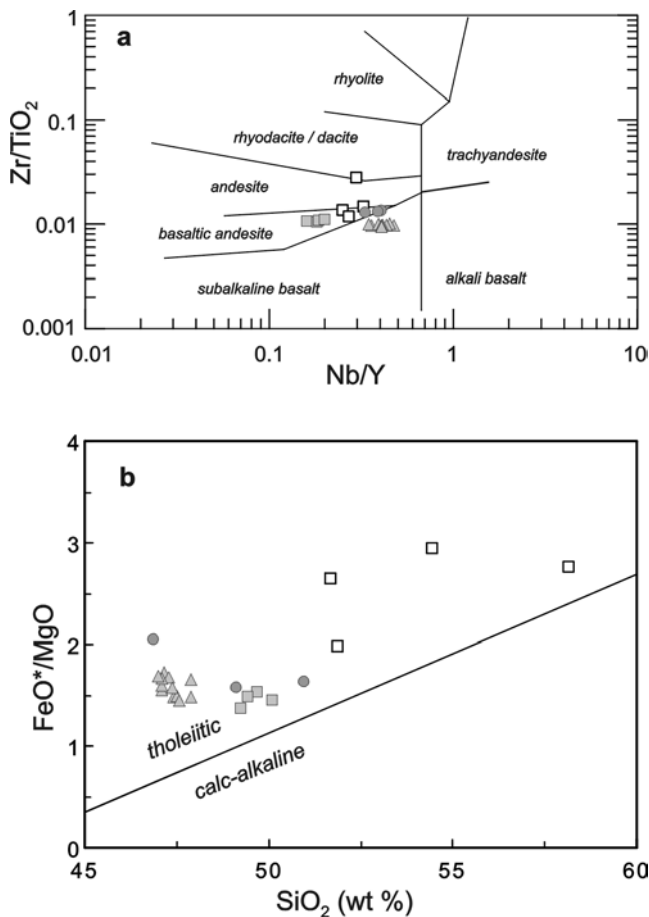 a
1
0.1
0.01
0.001
Zr/TiO2
rhyolite
rhyodacite / dacite
trachyandesite
andesite
basaltic andesite
subalkaline basalt
alkali basalt
0.01
0.1
1
10
Nb/Y
b
4
3
2
1
0
FeO*/MgO
tholeiitic
calc-alkaline
45
50
55
60
SiO2 (wt %)